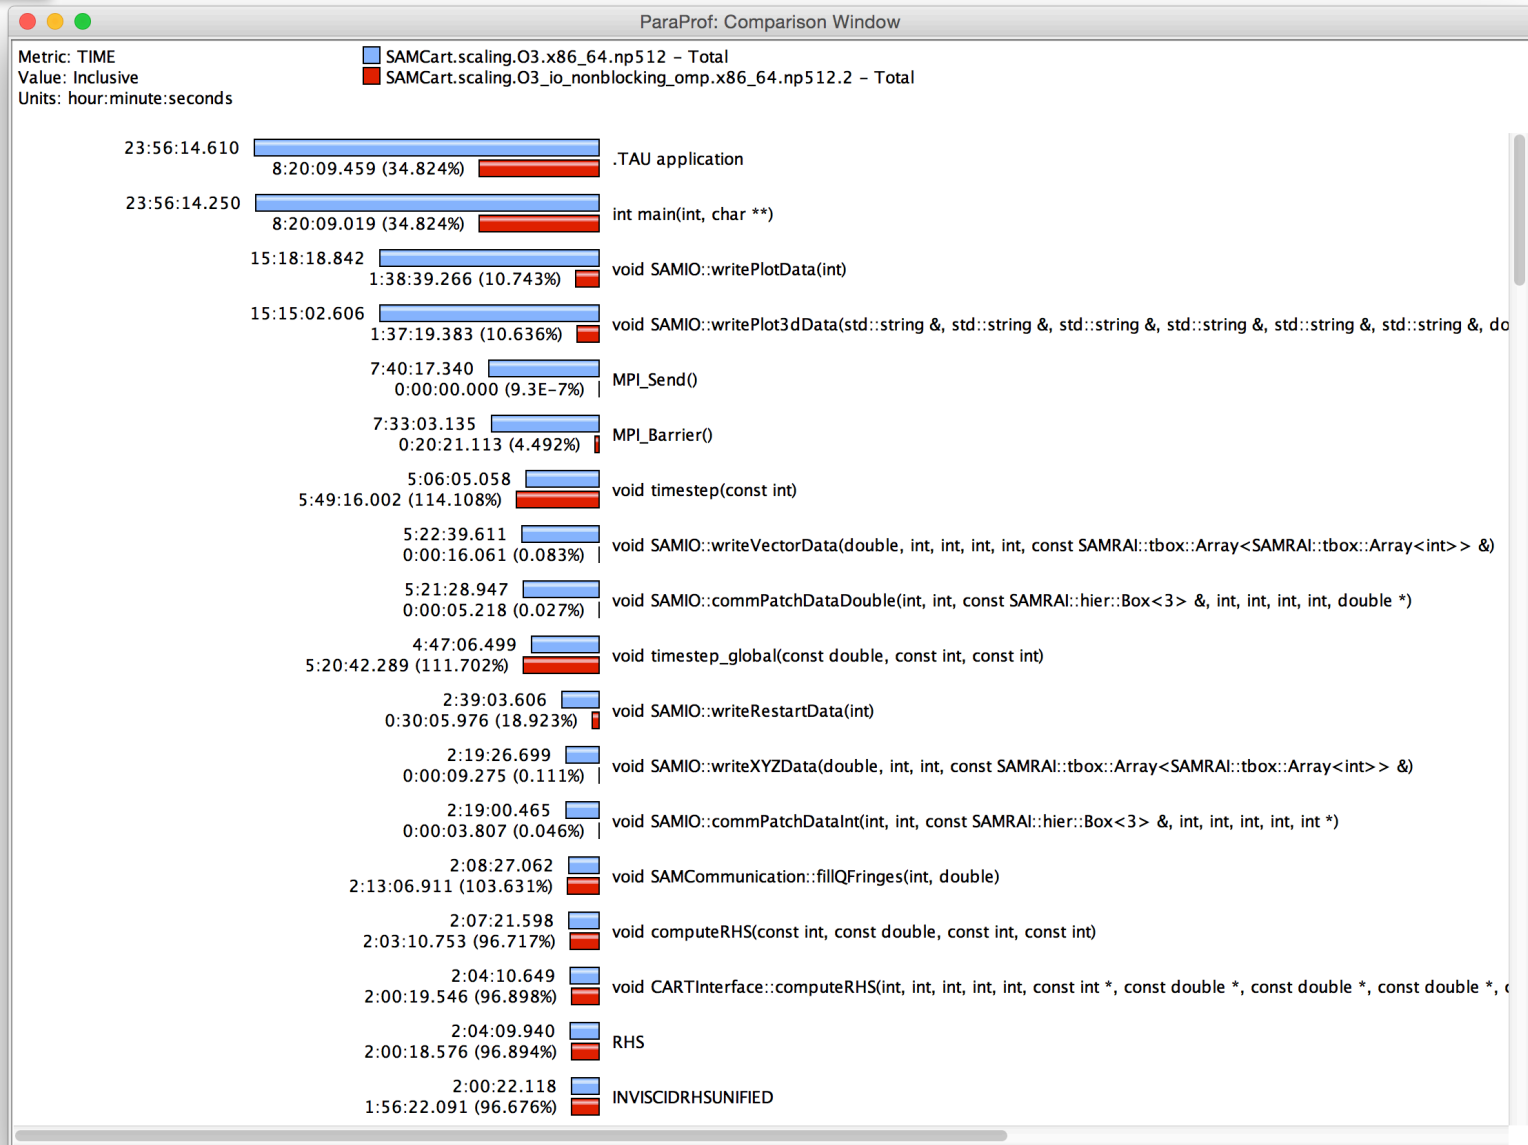 ParaProf: Comparison Window
Metric: TIME
Value: Inclusive
Units: hour:minute:seconds
SAMCart.scaling.O3.x86_64.np512 – Total
SAMCart.scaling.O3_io_nonblocking_omp.x86_64.np512.2 – Total
23:56:14.610
8:20:09.459 (34.824%)
.TAU application
23:56:14.250
8:20:09.019 (34.824%)
int main(int, char **)
15:18:18.842
1:38:39.266 (10.743%)
void SAMIO::writePlotData(int)
15:15:02.606
1:37:19.383 (10.636%)
void SAMIO::writePlot3dData(std::string &, std::string &, std::string &, std::string &, std::string &, std::string &, do
7:40:17.340
0:00:00.000 (9.3E-7%)
MPI_Send()
7:33:03.135
0:20:21.113 (4.492%)
MPI_Barrier()
5:06:05.058
5:49:16.002 (114.108%)
void timestep(const int)
5:22:39.611
0:00:16.061 (0.083%)
void SAMIO::writeVectorData(double, int, int, int, int, const SAMRAI::tbox::Array<SAMRAI::tbox::Array<int>> &)
5:21:28.947
0:00:05.218 (0.027%)
void SAMIO::commPatchDataDouble(int, int, const SAMRAI::hier::Box<3> &, int, int, int, int, double *)
4:47:06.499
5:20:42.289 (111.702%)
void timestep_global(const double, const int, const int)
2:39:03.606
0:30:05.976 (18.923%)
void SAMIO::writeRestartData(int)
2:19:26.699
0:00:09.275 (0.111%)
void SAMIO::writeXYZData(double, int, int, const SAMRAI::tbox::Array<SAMRAI::tbox::Array<int>> &)
2:19:00.465
0:00:03.807 (0.046%)
void SAMIO::commPatchDataInt(int, int, const SAMRAI::hier::Box<3> &, int, int, int, int, int *)
2:08:27.062
2:13:06.911 (103.631%)
void SAMCommunication::fillQFringes(int, double)
2:07:21.598
2:03:10.753 (96.717%)
void computeRHS(const int, const double, const int, const int)
2:04:10.649
2:00:19.546 (96.898%)
void CARTInterface::computeRHS(int, int, int, int, int, const int *, const double *, const double *, const double *, c
2:04:09.940
2:00:18.576 (96.894%)
RHS
2:00:22.118
1:56:22.091 (96.676%)
INVISCIDRHSUNIFIED